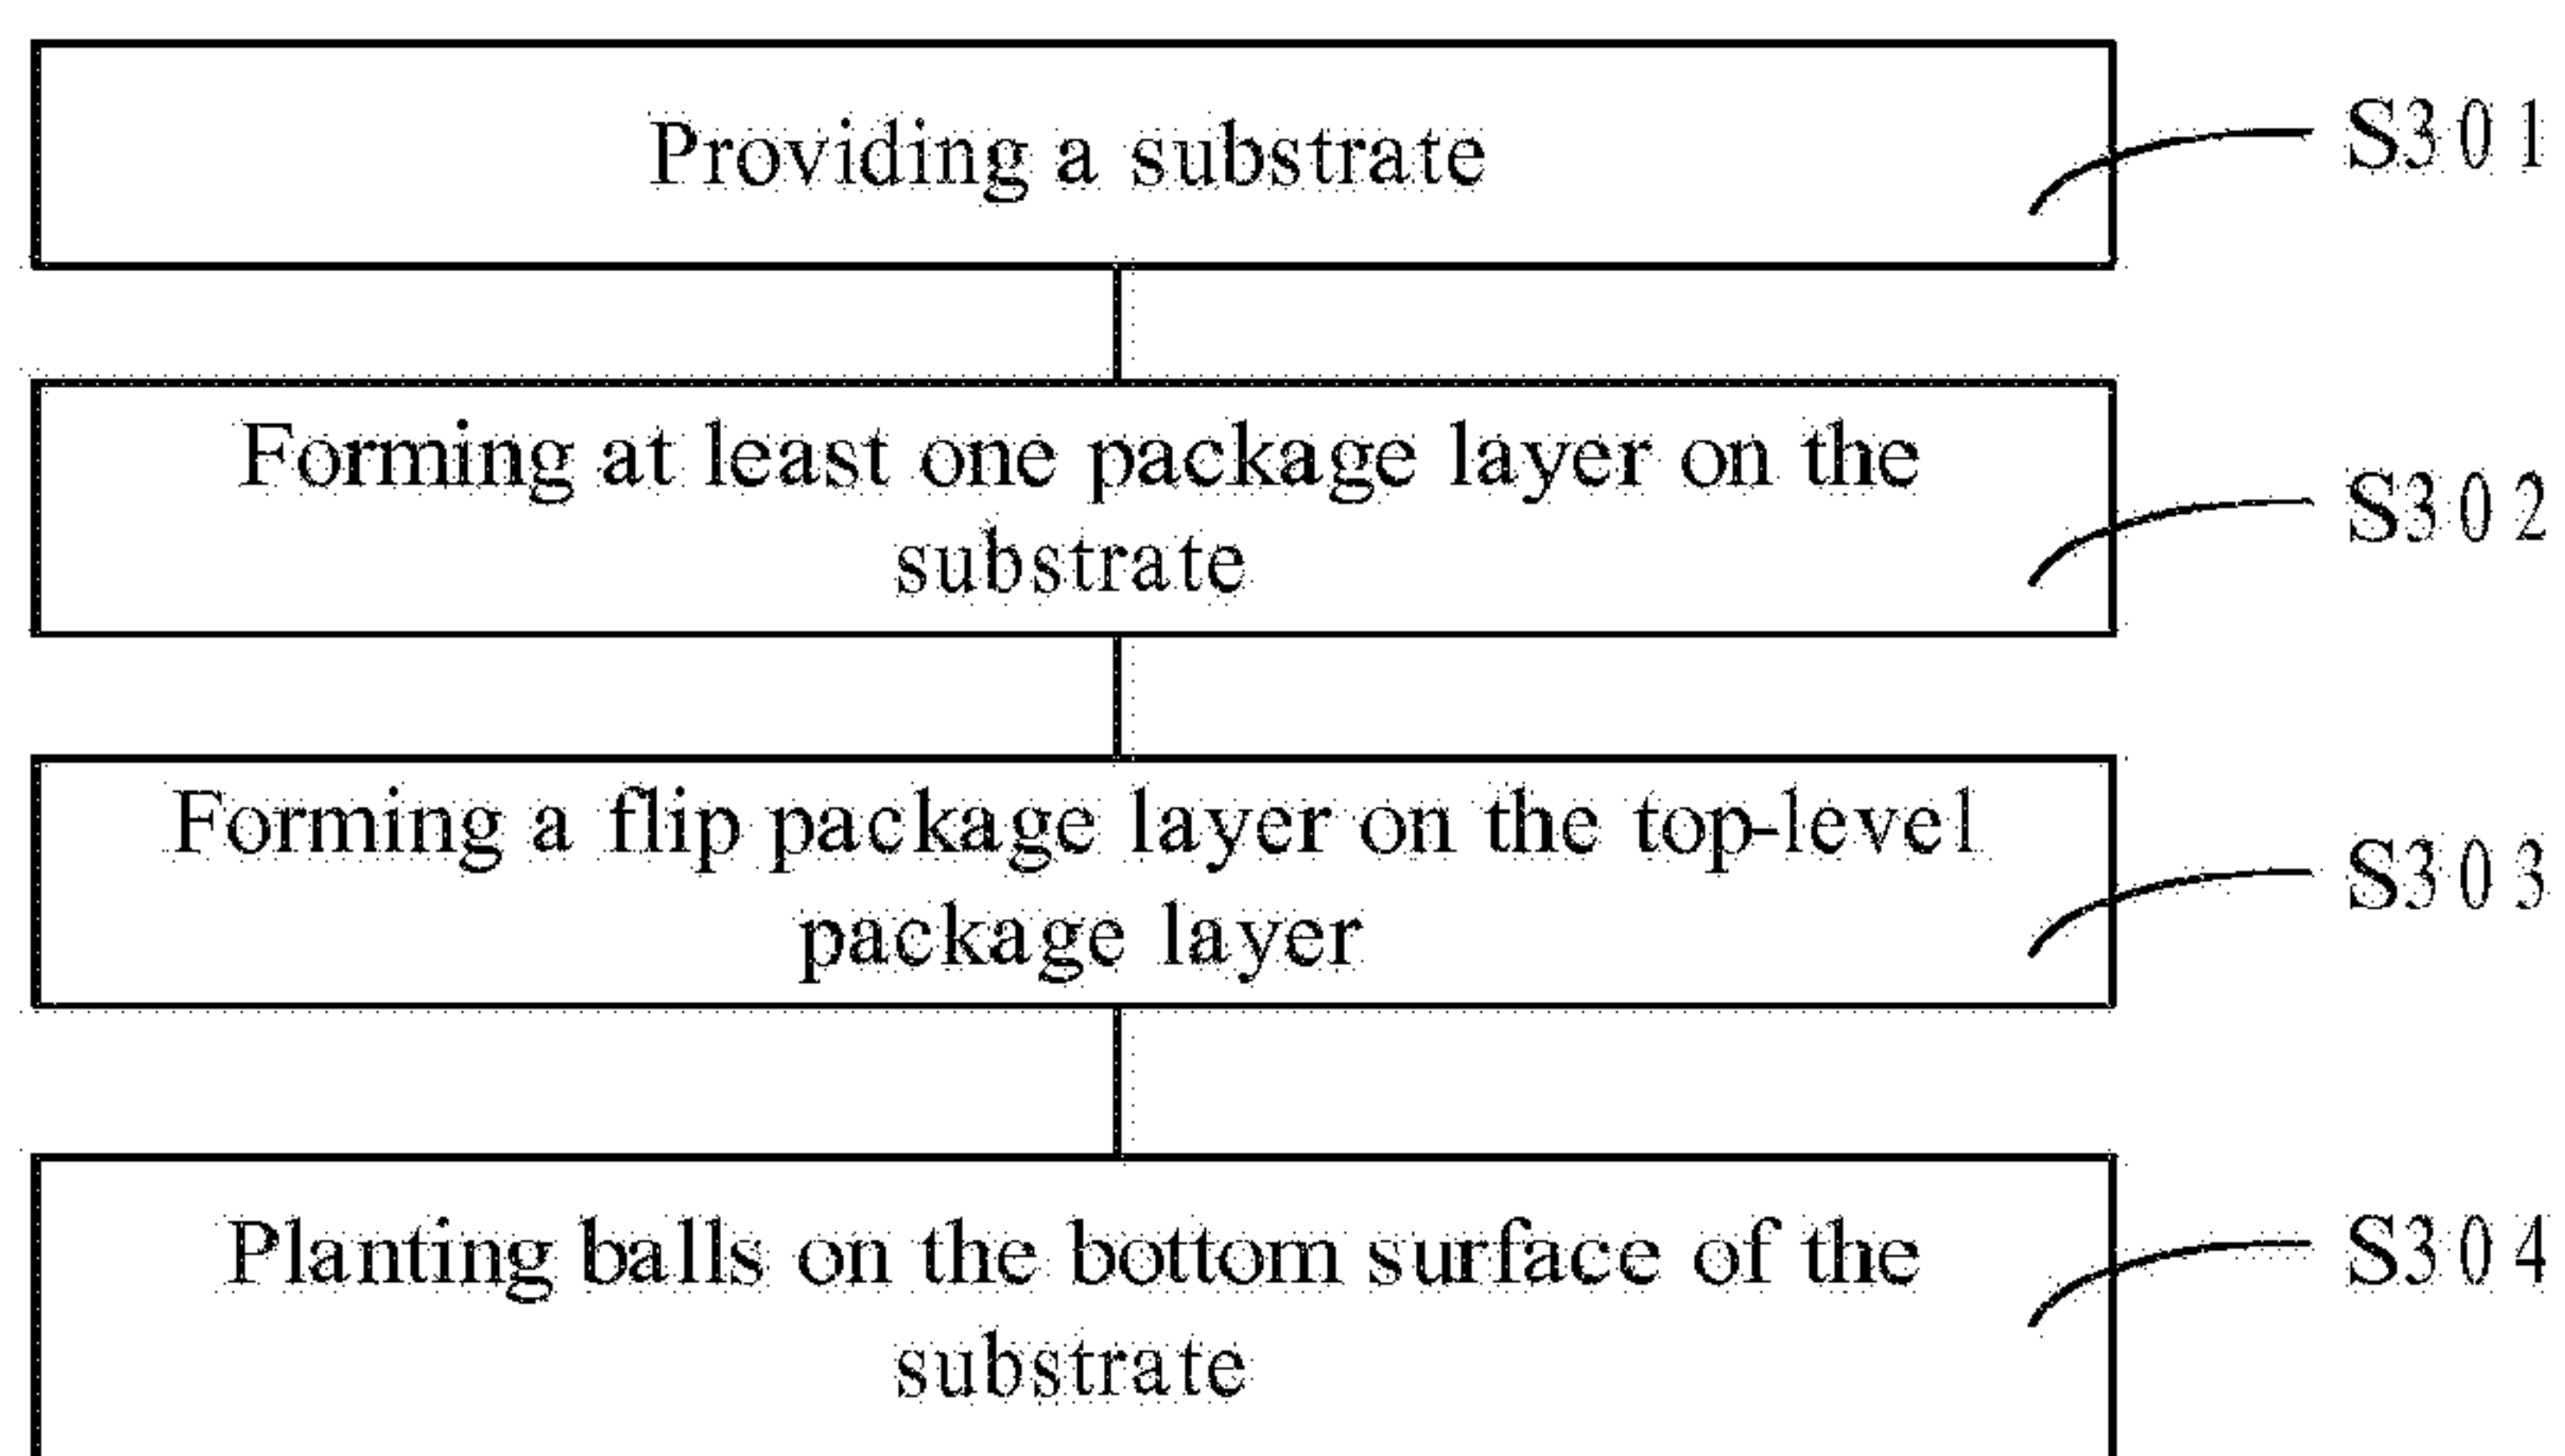 Providing a substrate
S301
Forming at least one package layer on the
substrate
S302
Forming a flip package layer on the top-level
package layer
S303
Planting balls on the bottom surface of the
substrate
S304